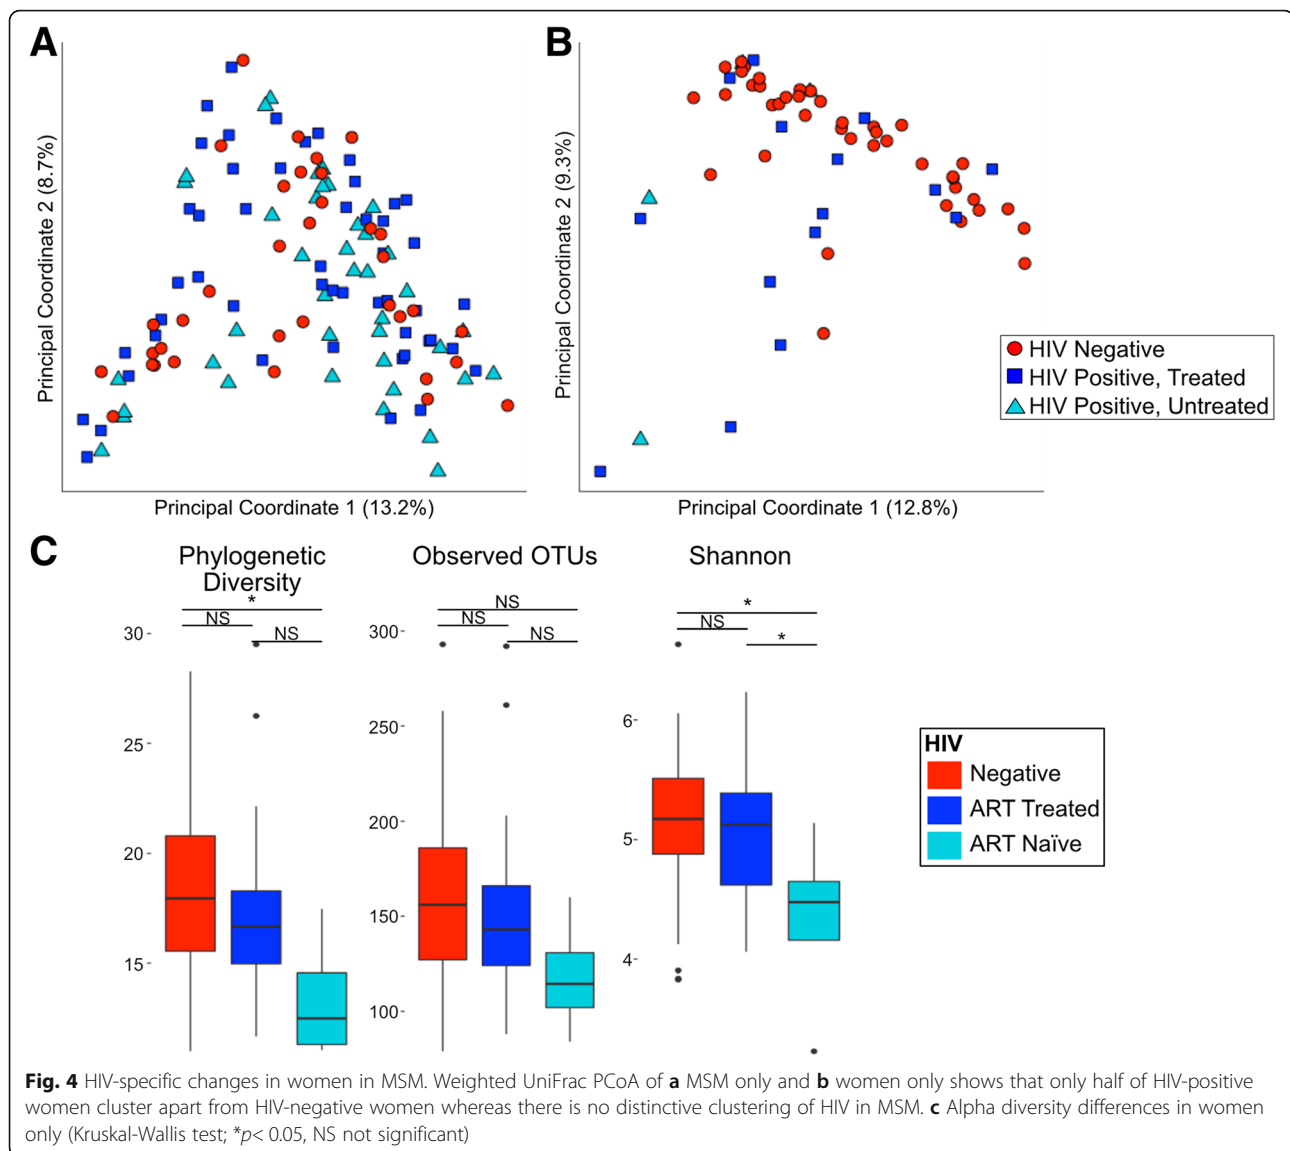 A
B
Principal Coordinate 2 (8.7%)
Principal Coordinate 1 (13.2%)
Principal Coordinate 2 (9.3%)
Principal Coordinate 1 (12.8%)
HIV Negative
HIV Positive, Treated
HIV Positive, Untreated
C
Phylogenetic
Diversity
*
NS
NS
30
25
20
15
Observed OTUs
NS
NS
NS
300
250
200
150
100
Shannon
*
NS
*
6
5
4
HIV
Negative
ART Treated
ART Naïve
Fig. 4 HIV-specific changes in women in MSM. Weighted UniFrac PCoA of a MSM only and b women only shows that only half of HIV-positive
women cluster apart from HIV-negative women whereas there is no distinctive clustering of HIV in MSM. c Alpha diversity differences in women
only (Kruskal-Wallis test; *p< 0.05, NS not significant)